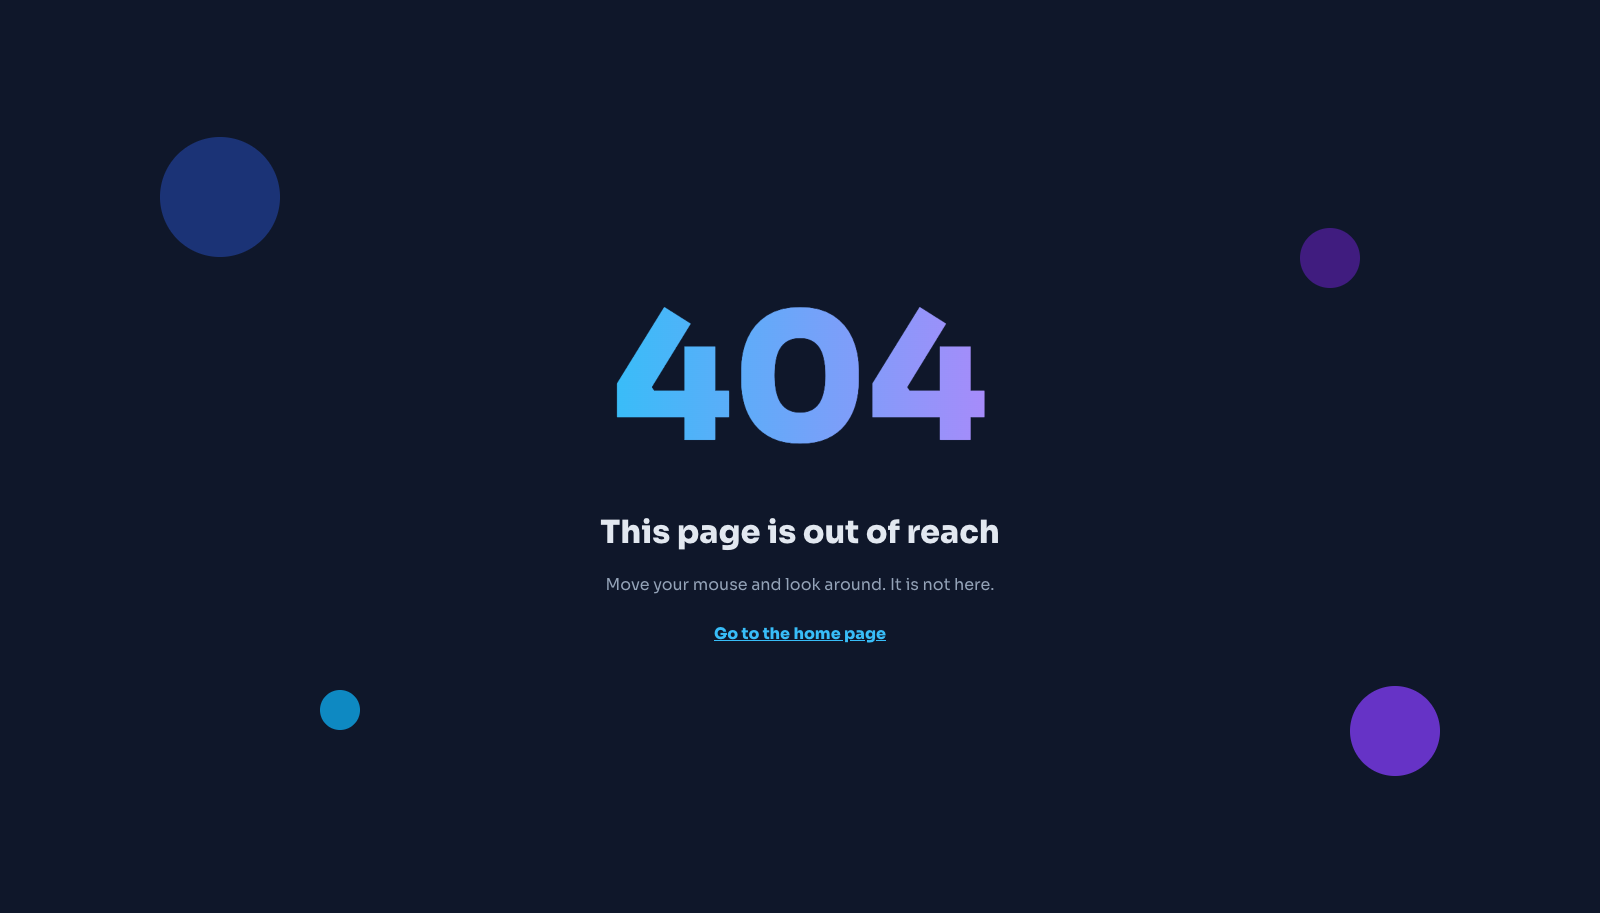 404
This page is out of reach
Move your mouse and look around. It is not here.
Go to the home page